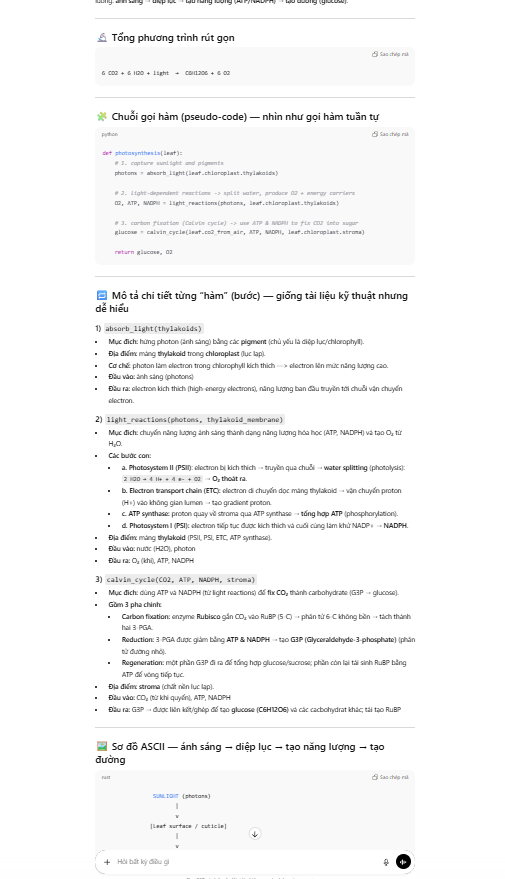 lượng: ánh sáng → diệp lục → tạo năng lượng (ATP/NADPH) → tạo đường (glucose).
Tổng phương trình rút gọn
Sao chép mã
6 CO2 + 6 H2O + light → C6H12O6 + 6 O2
Chuỗi gọi hàm (pseudo-code) — nhìn như gọi hàm tuần tự
python
Sao chép mã
def photosynthesis(leaf):
# 1. capture sunlight and pigments
photons = absorb_light(leaf.chloroplast.thylakoids)
# 2. light-dependent reactions -> split water, produce O2 + energy carriers
O2, ATP, NADPH = light_reactions(photons, leaf.chloroplast.thylakoids)
# 3. carbon fixation (Calvin cycle) -> use ATP & NADPH to fix CO2 into sugar
glucose = calvin_cycle(leaf.co2_from_air, ATP, NADPH, leaf.chloroplast.stroma)
return glucose, O2
Mô tả chi tiết từng “hàm” (bước) — giống tài liệu kỹ thuật nhưng
dễ hiểu
1) absorb_light(thylakoids)
• Mục đích: hứng photon (ánh sáng) bằng các pigment (chủ yếu là diệp lục/chlorophyll).
• Địa điểm: màng thylakoid trong chloroplast (lục lạp).
• Cơ chế: photon làm electron trong chlorophyll kích thích —> electron lên mức năng lượng cao.
• Đầu vào: ánh sáng (photons)
• Đầu ra: electron kích thích (high-energy electrons), năng lượng ban đầu truyền tới chuỗi vận chuyển
electron.
2) light_reactions(photons, thylakoid_membrane)
• Mục đích: chuyển năng lượng ánh sáng thành dạng năng lượng hóa học (ATP, NADPH) và tạo O₂ từ
H₂O.
• Các bước con:
• a. Photosystem II (PSII): electron bị kích thích → truyền qua chuỗi → water splitting (photolysis):
2 H2O → 4 H+ + 4 e- + O2 → O₂ thoát ra.
• b. Electron transport chain (ETC): electron di chuyển dọc màng thylakoid → vận chuyển proton
(H+) vào không gian lumen → tạo gradient proton.
• c. ATP synthase: proton quay về stroma qua ATP synthase → tổng hợp ATP (phosphorylation).
• d. Photosystem I (PSI): electron tiếp tục được kích thích và cuối cùng làm khử NADP+ → NADPH.
• Địa điểm: màng thylakoid (PSII, PSI, ETC, ATP synthase).
• Đầu vào: nước (H2O), photon
• Đầu ra: O₂ (khí), ATP, NADPH
3) calvin_cycle(CO2, ATP, NADPH, stroma)
• Mục đích: dùng ATP và NADPH (từ light reactions) để fix CO₂ thành carbohydrate (G3P → glucose).
• Gồm 3 pha chính:
• Carbon fixation: enzyme Rubisco gắn CO₂ vào RuBP (5-C) → phân tử 6-C không bền → tách thành
hai 3-PGA.
• Reduction: 3-PGA được giảm bằng ATP & NADPH → tạo G3P (Glyceraldehyde-3-phosphate) (phân
tử đường nhỏ).
• Regeneration: một phần G3P đi ra để tổng hợp glucose/sucrose; phần còn lại tái sinh RuBP bằng
ATP để vòng tiếp tục.
• Địa điểm: stroma (chất nền lục lạp).
• Đầu vào: CO₂ (từ khí quyển), ATP, NADPH
• Đầu ra: G3P → được liên kết/ghép để tạo glucose (C6H12O6) và các cacbohydrat khác; tái tạo RuBP
Sơ đồ ASCII — ánh sáng → diệp lục → tạo năng lượng → tạo
đường
Sao chép mã
SUNLIGHT (photons)
|
v
[Leaf surface / cuticle]
|
v
Hỏi bất kỳ điều gì